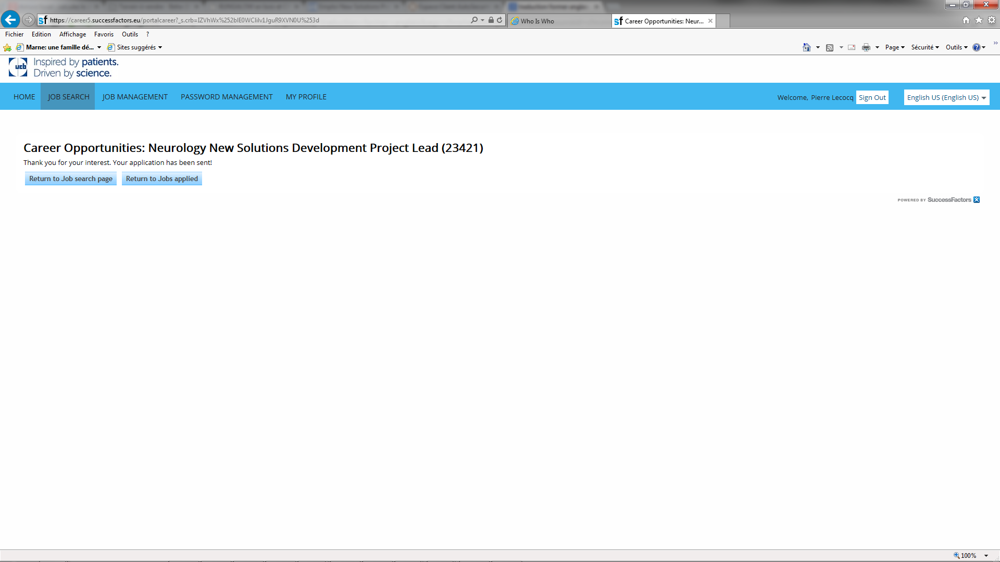 https://career5.successfactors.eu/portalcareer?_s.crb=IZVhWx%252blE0WCliIv1JguR9XVN0U%253d
Who Is Who
Career Opportunities: Neur...
Fichier Edition Affichage Favoris Outils ?
Marne: une famille dé... Sites suggérés Page Sécurité Outils
ucb Inspired by patients.
Driven by science.
HOME JOB SEARCH JOB MANAGEMENT PASSWORD MANAGEMENT MY PROFILE Welcome, Pierre Lecocq Sign Out English US (English US)
Career Opportunities: Neurology New Solutions Development Project Lead (23421)
Thank you for your interest. Your application has been sent!
Return to Job search page Return to Jobs applied
POWERED BY SuccessFactors
100%